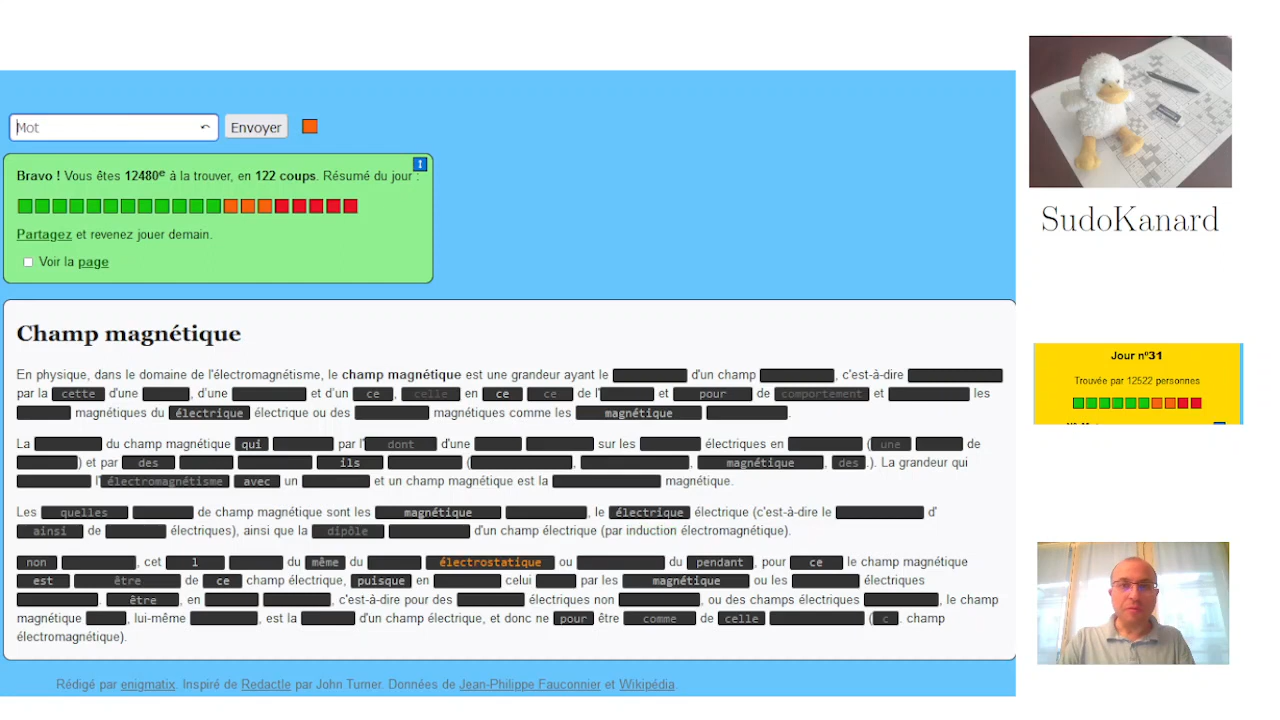 Mot
Envoyer
Bravo ! Vous êtes 12480e à la trouver, en 122 coups. Résumé du jour :
Partagez et revenez jouer demain.
Voir la page
Champ magnétique
En physique, dans le domaine de l'électromagnétisme, le champ magnétique est une grandeur ayant le d'un champ , c'est-à-dire
par la cette d'une , d'une et d'un ce , celle en ce ce de l' et pour de comportement et les
magnétiques du électrique électrique ou des magnétiques comme les magnétique .
La du champ magnétique qui par l' dont d'une sur les électriques en ( une de
) et par des ils ( , , magnétique , des .). La grandeur qui
l' électromagnétisme avec un et un champ magnétique est la magnétique.
Les quelles de champ magnétique sont les magnétique , le électrique électrique (c'est-à-dire le d'
ainsi de électriques), ainsi que la dipôle d'un champ électrique (par induction électromagnétique).
non , cet l du même du électrostatique ou du pendant , pour ce le champ magnétique
est être de ce champ électrique, puisque en celui par les magnétique ou les électriques
. être , en , c'est-à-dire pour des électriques non , ou des champs électriques , le champ
magnétique , lui-même , est la d'un champ électrique, et donc ne pour être comme de celle ( c . champ
électromagnétique).
Rédigé par enigmatix. Inspiré de Redactle par John Turner. Données de Jean-Philippe Fauconnier et Wikipédia.
SudoKanard
Jour nº31
Trouvée par 12522 personnes